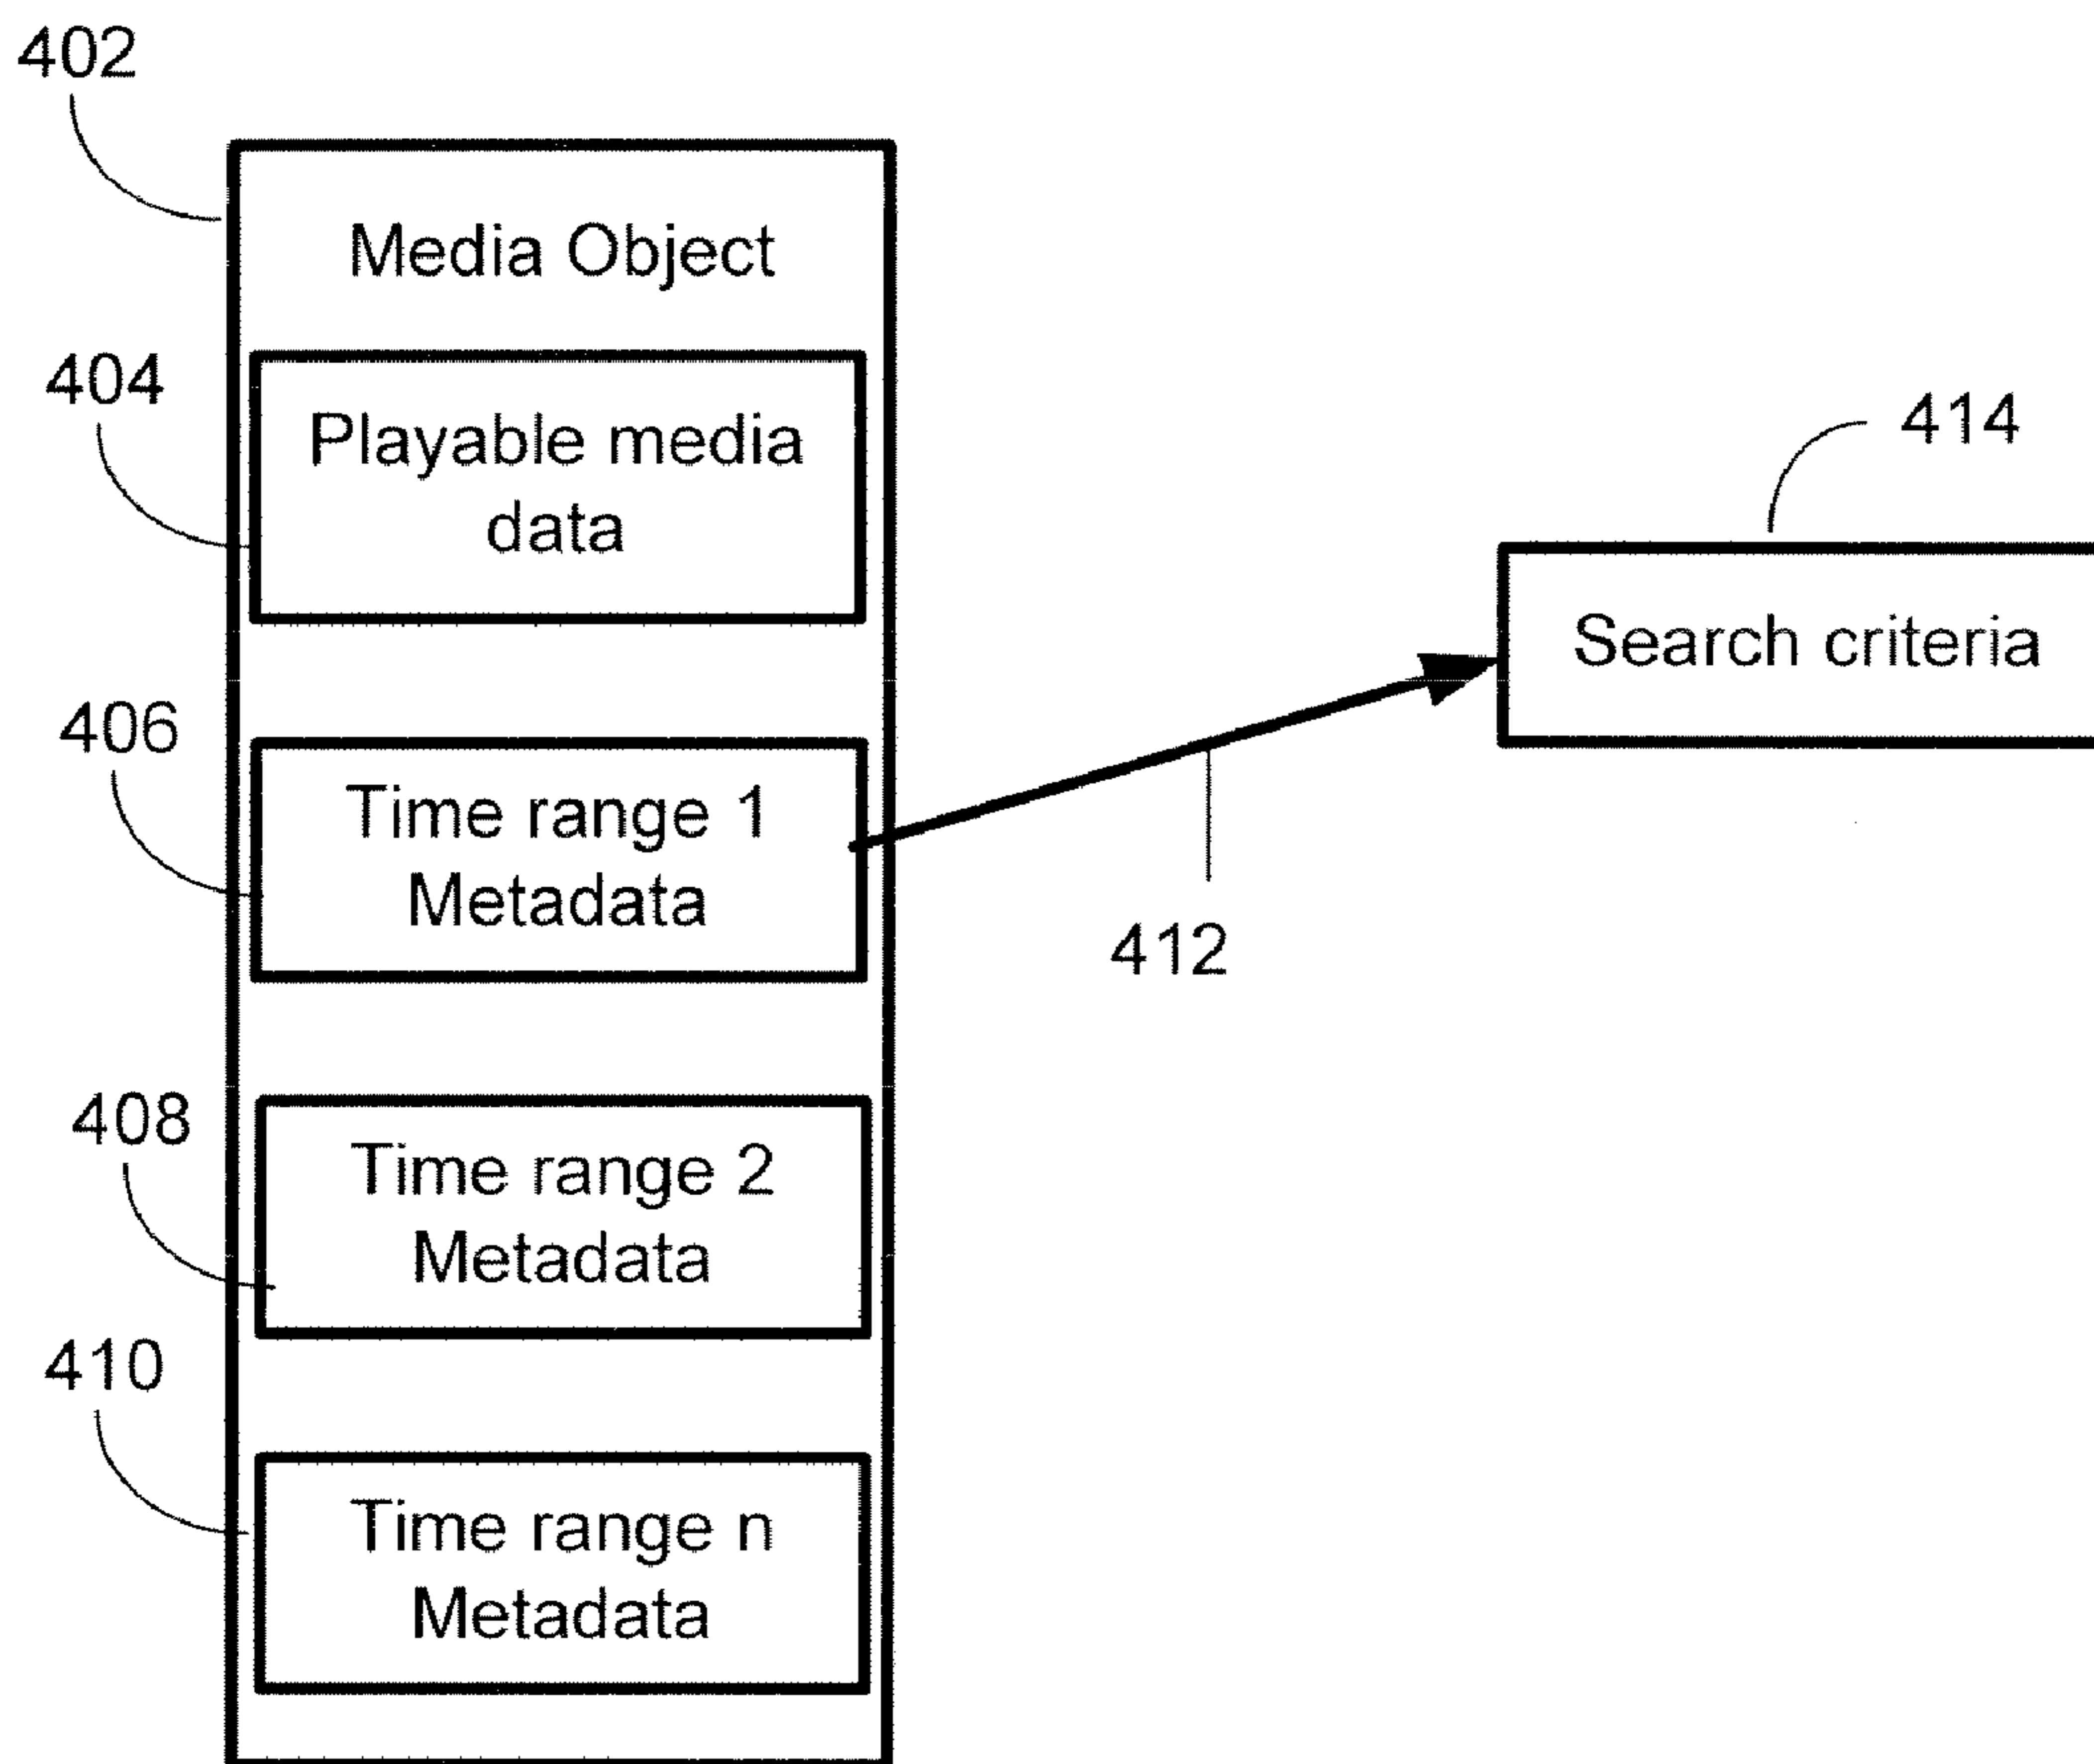 402
Media Object
404
Playable media
data
414
Search criteria
406
Time range 1
Metadata
412
408
Time range 2
Metadata
410
Time range n
Metadata